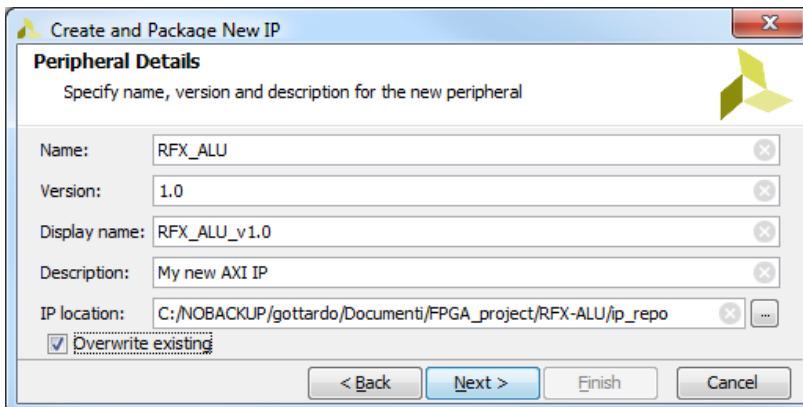 Create and Package New IP
Peripheral Details
Specify name, version and description for the new peripheral
Name: RFX_ALU
Version: 1.0
Display name: RFX_ALU_v1.0
Description: My new AXI IP
IP location: C:/NOBACKUP/gottardo/Documenti/FPGA_project/RFX-ALU/ip_repo ...
Overwrite existing
< Back Next > Finish Cancel